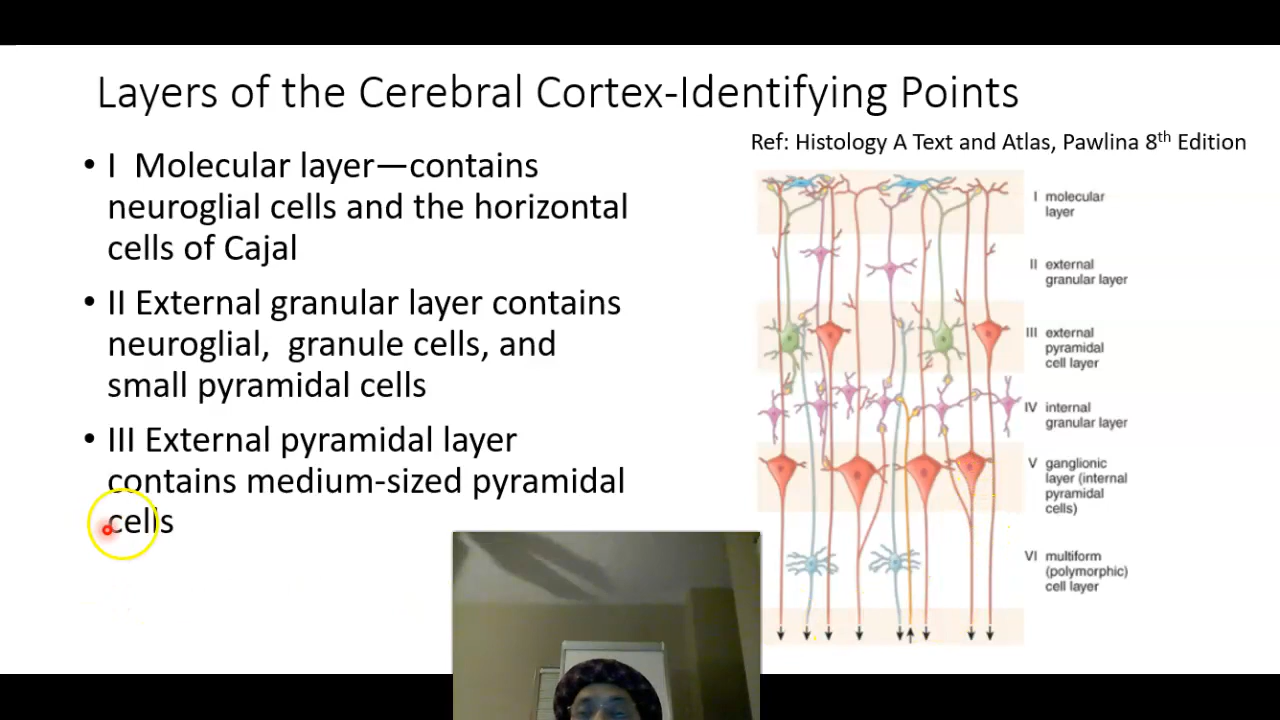 Layers of the Cerebral Cortex-Identifying Points
Ref: Histology A Text and Atlas, Pawlina 8th Edition
• I Molecular layer—contains
neuroglial cells and the horizontal
cells of Cajal
• II External granular layer contains
neuroglial, granule cells, and
small pyramidal cells
• III External pyramidal layer
contains medium-sized pyramidal
cells
I molecular
layer
II external
granular layer
III external
pyramidal
cell layer
IV internal
granular layer
V ganglionic
layer (internal
pyramidal
cells)
VI multiform
(polymorphic)
cell layer